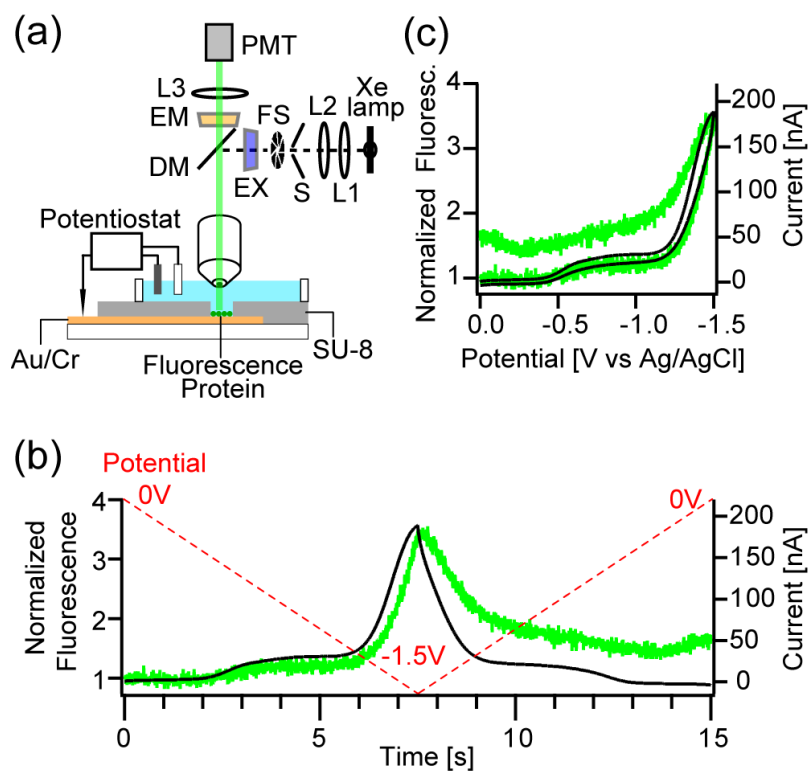 (a)
PMT
L3
EM
FS
L2
Xe
lamp
DM
EX
S
L1
Potentiostat
Au/Cr
Fluorescence
Protein
SU-8
(c)
Normalized Fluoresc.
4
3
2
1
200
150
100
50
0
Current [nA]
0.0
-0.5
-1.0
-1.5
Potential [V vs Ag/AgCl]
(b)
Potential
0V
0V
-1.5V
Normalized
Fluorescence
4
3
2
1
200
150
100
50
0
Current [nA]
0
5
10
15
Time [s]